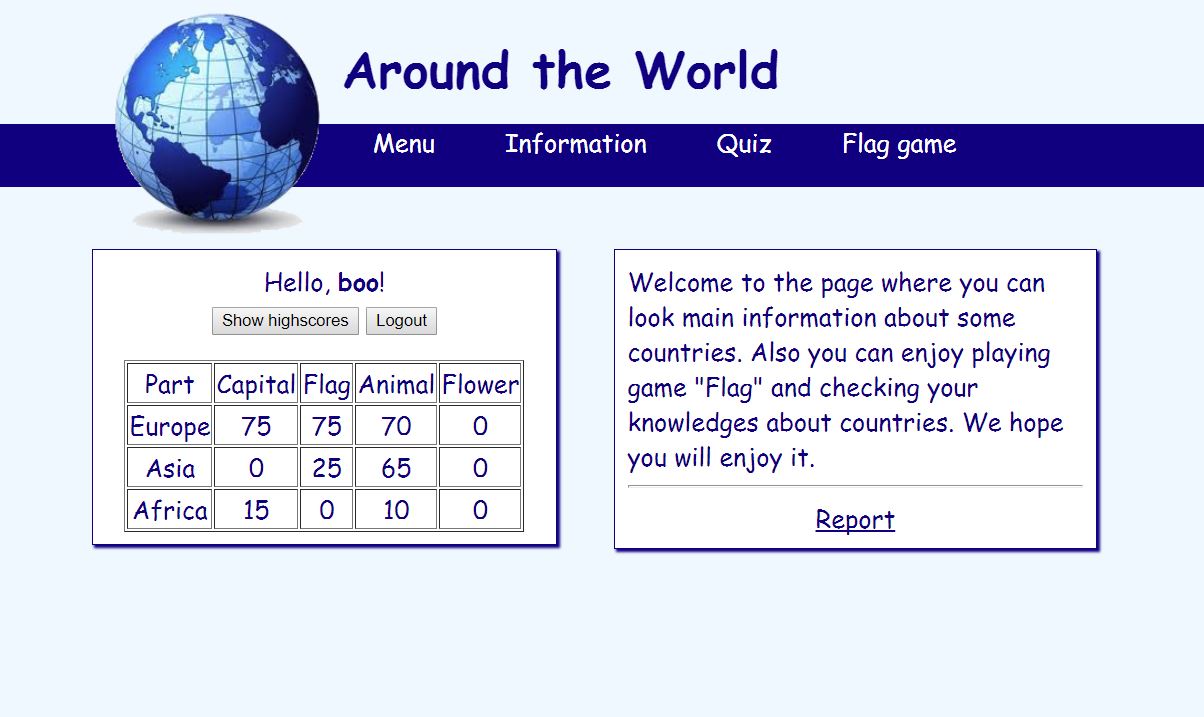 Around the World
Menu Information Quiz Flag game
Hello, boo!
Show highscores Logout
Part Capital Flag Animal Flower
Europe 75 75 70 0
Asia 0 25 65 0
Africa 15 0 10 0
Welcome to the page where you can
look main information about some
countries. Also you can enjoy playing
game "Flag" and checking your
knowledges about countries. We hope
you will enjoy it.
Report